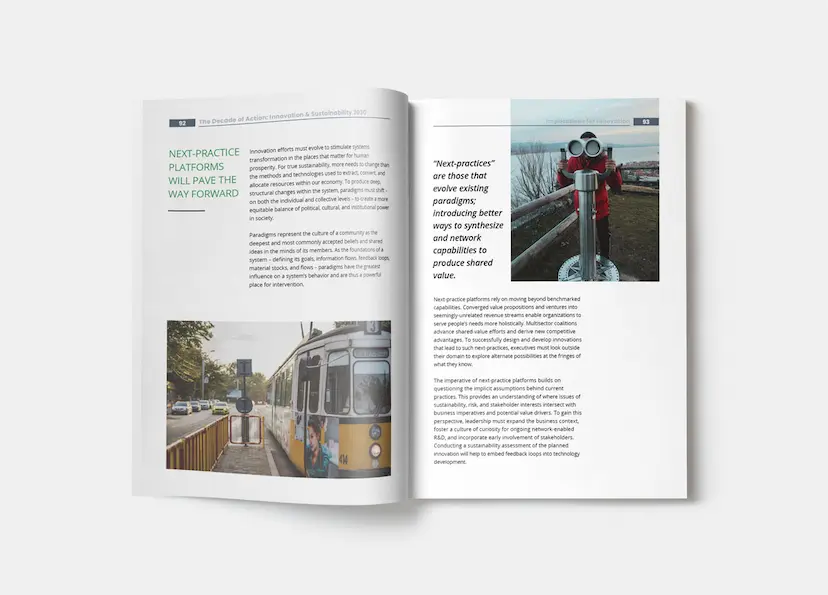 92
The Decade of Action: Innovation & Sustainability 2030
NEXT-PRACTICE
PLATFORMS
WILL PAVE THE
WAY FORWARD
Innovation efforts must evolve to stimulate systems
transformation in the places that matter for human
prosperity. For true sustainability, more needs to change than
the methods and technologies used to extract, convert, and
allocate resources within our economy. To produce deep,
structural changes within the system, paradigms must shift –
on both the individual and collective levels – to create a more
equitable balance of political, cultural, and institutional power
in society.
Paradigms represent the culture of a community as the
deepest and most commonly accepted beliefs and shared
ideas in the minds of its members. As the foundations of a
system – defining its goals, information flows, feedback loops,
material stocks, and flows – paradigms have the greatest
influence on a system's behavior and are thus a powerful
place for intervention.
3
93
"Next-practices"
are those that
evolve existing
paradigms;
introducing better
ways to synthesize
and network
capabilities to
produce shared
value.
Next-practice platforms rely on moving beyond benchmarked
capabilities. Converged value propositions and ventures into
seemingly-unrelated revenue streams enable organizations to
serve people's needs more holistically. Multisector coalitions
advance shared value efforts and derive new competitive
advantages. To successfully design and develop innovations
that lead to such next-practices, executives must look outside
their domain to explore alternate possibilities at the fringes of
what they know.
The imperative of next-practice platforms builds on
questioning the implicit assumptions behind current
practices. This provides an understanding of where issues of
sustainability, risk, and stakeholder interests intersect with
business imperatives and potential value drivers. To gain this
perspective, leadership must expand the business context,
foster a culture of curiosity for ongoing network-enabled
R&D, and incorporate early involvement of stakeholders.
Conducting a sustainability assessment of the planned
innovation will help to embed feedback loops into technology
development.